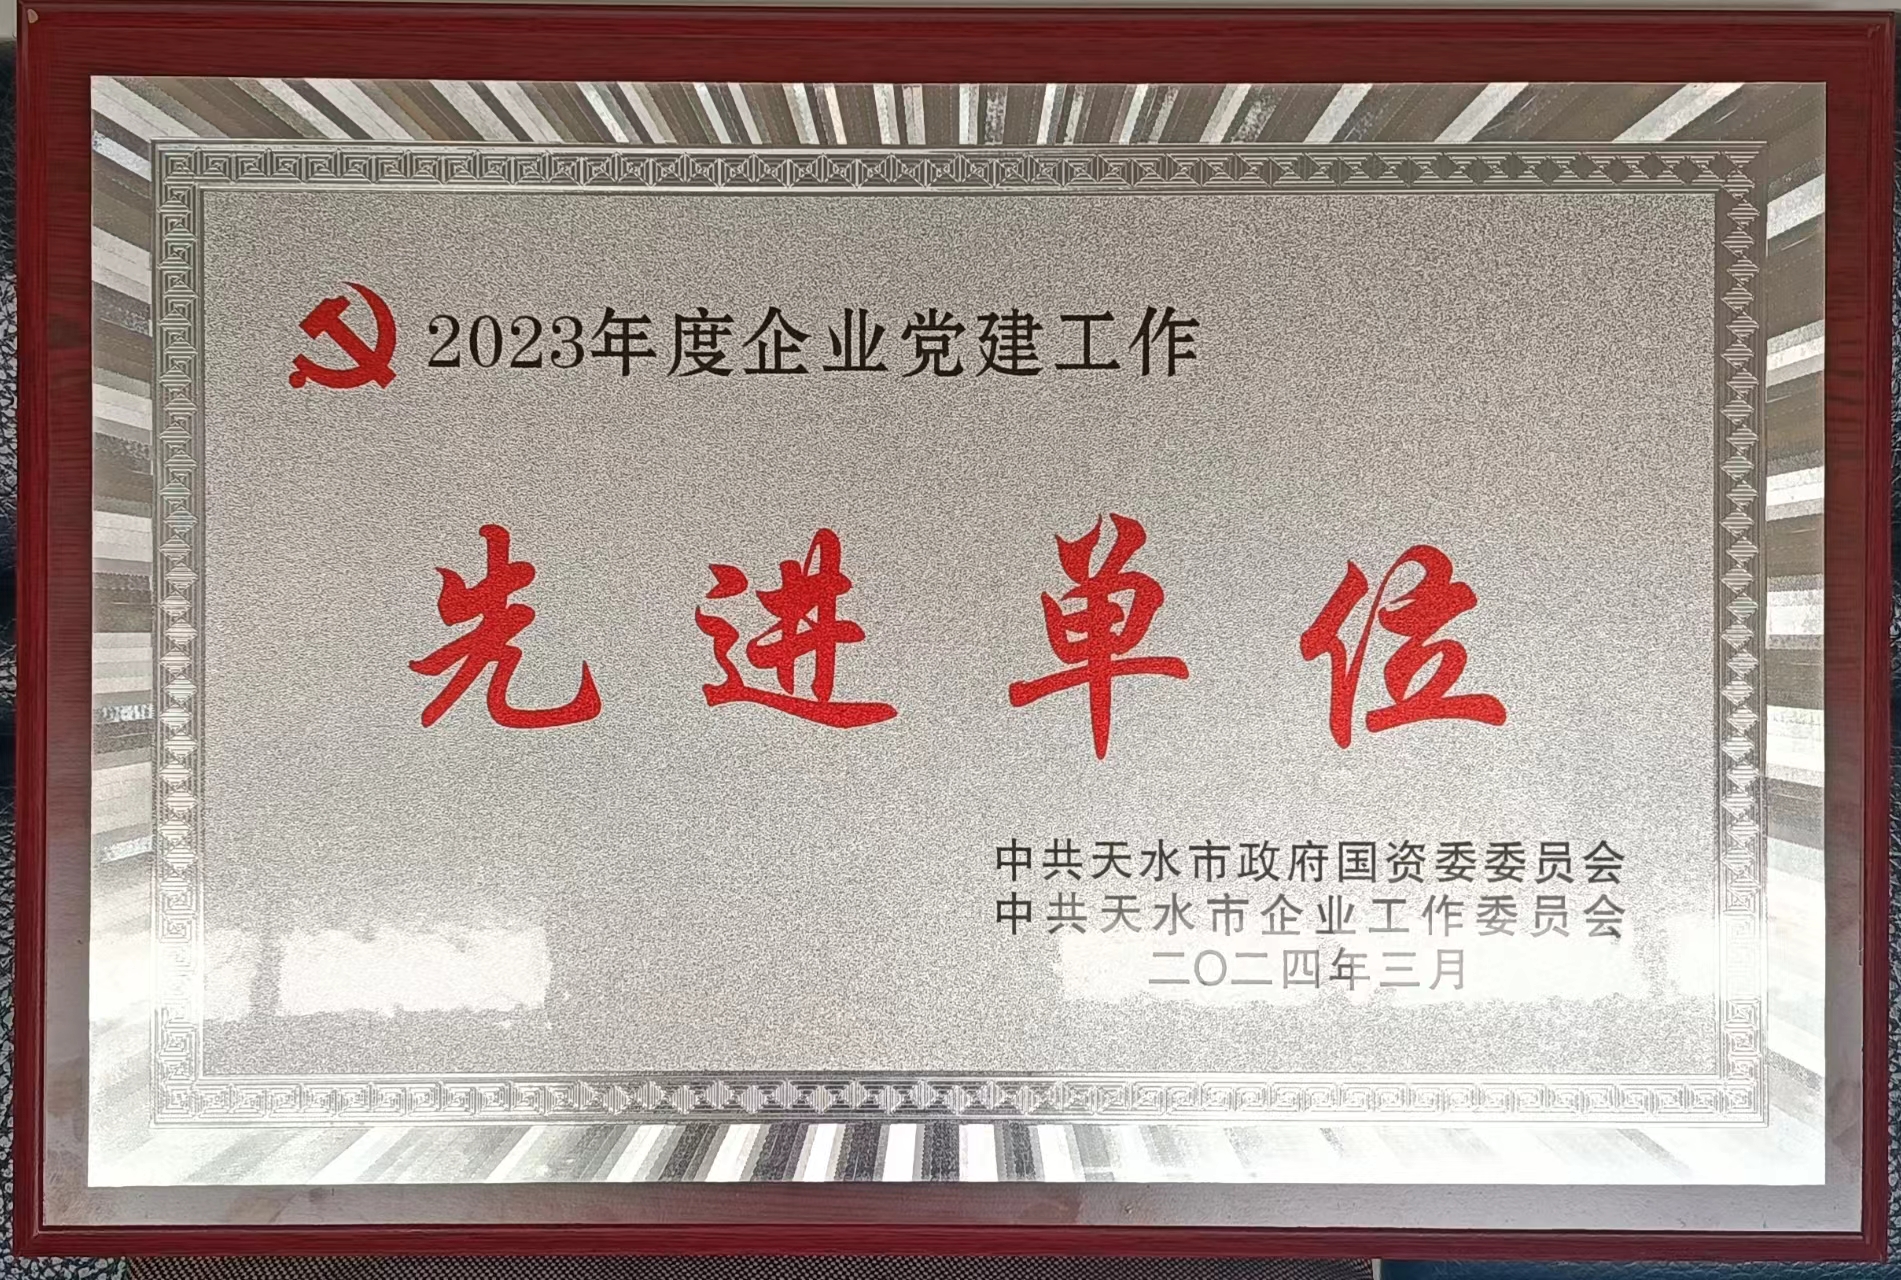 2023年度企业党建工作
先进单位
中共天水市政府国资委委员会
中共天水市企业工作委员会
二〇二四年三月